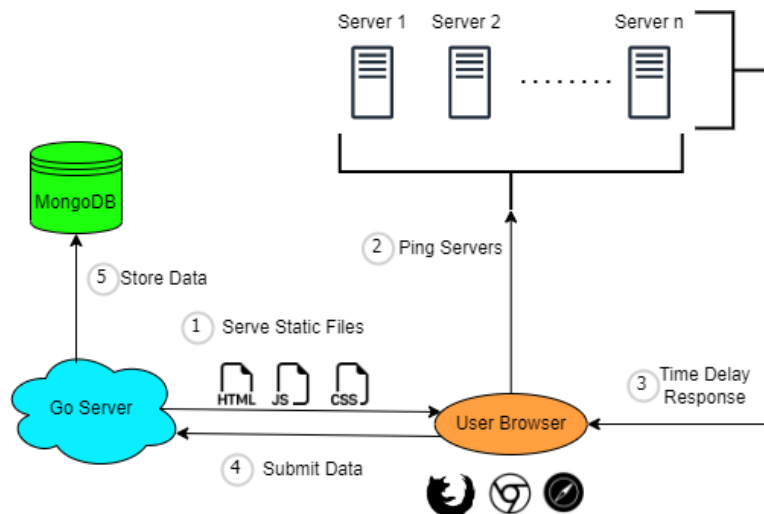 Server 1
Server 2
Server n
MongoDB
2 Ping Servers
5 Store Data
1 Serve Static Files
HTML
JS
CSS
3 Time Delay
Response
Go Server
User Browser
4 Submit Data